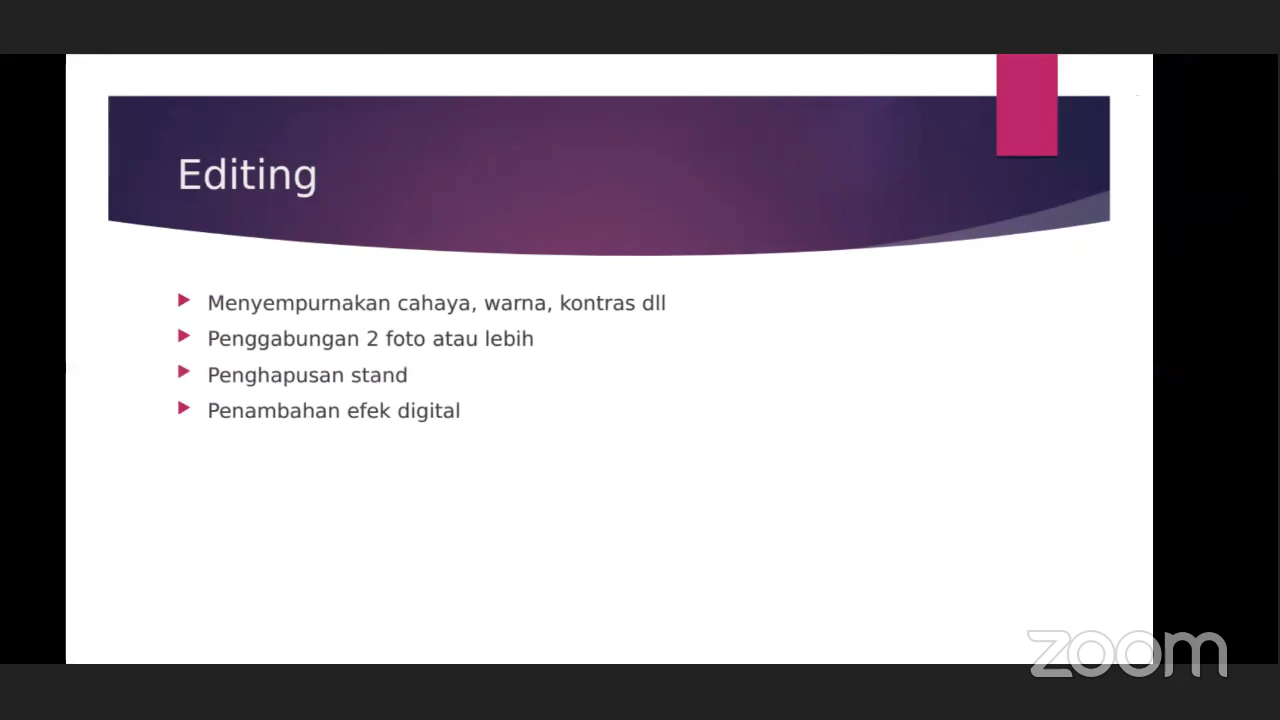 Editing
Menyempurnakan cahaya, warna, kontras dll
Penggabungan 2 foto atau lebih
Penghapusan stand
Penambahan efek digital
zoom